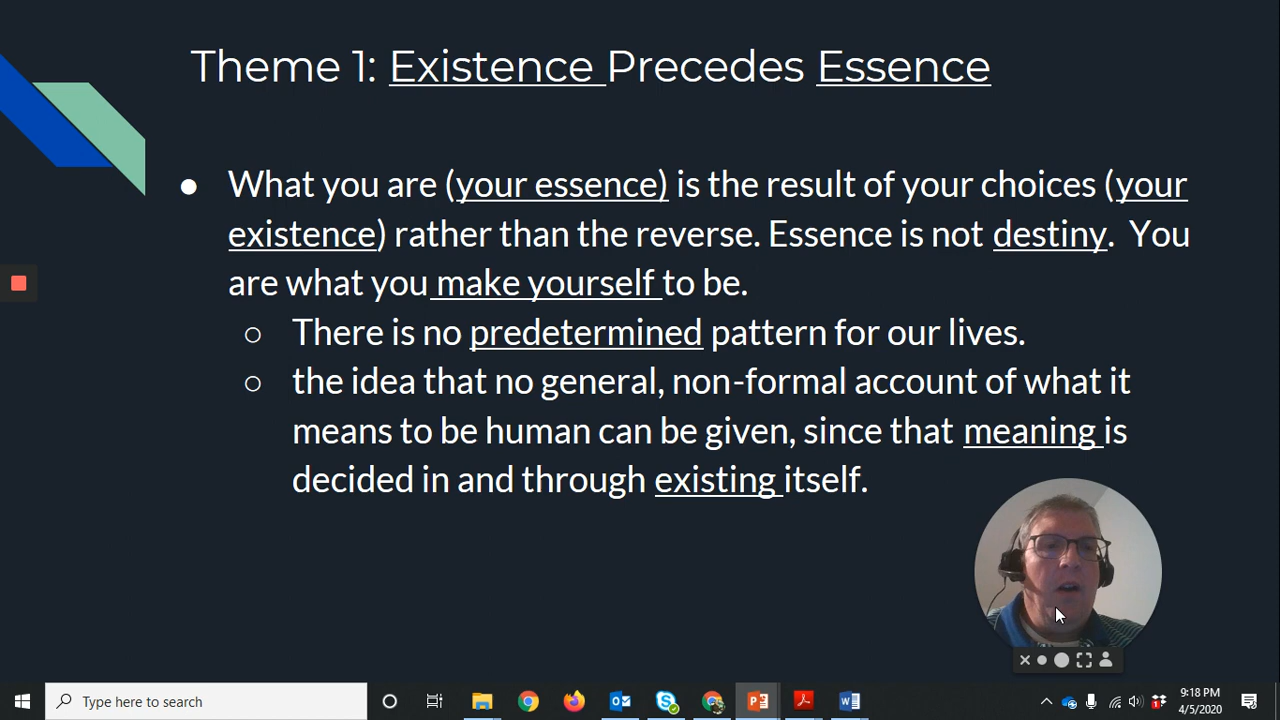 Theme 1: Existence Precedes Essence
● What you are (your essence) is the result of your choices (your
existence) rather than the reverse. Essence is not destiny. You
are what you make yourself to be.
○ There is no predetermined pattern for our lives.
○ the idea that no general, non-formal account of what it
means to be human can be given, since that meaning is
decided in and through existing itself.
Type here to search
9:18 PM
4/5/2020